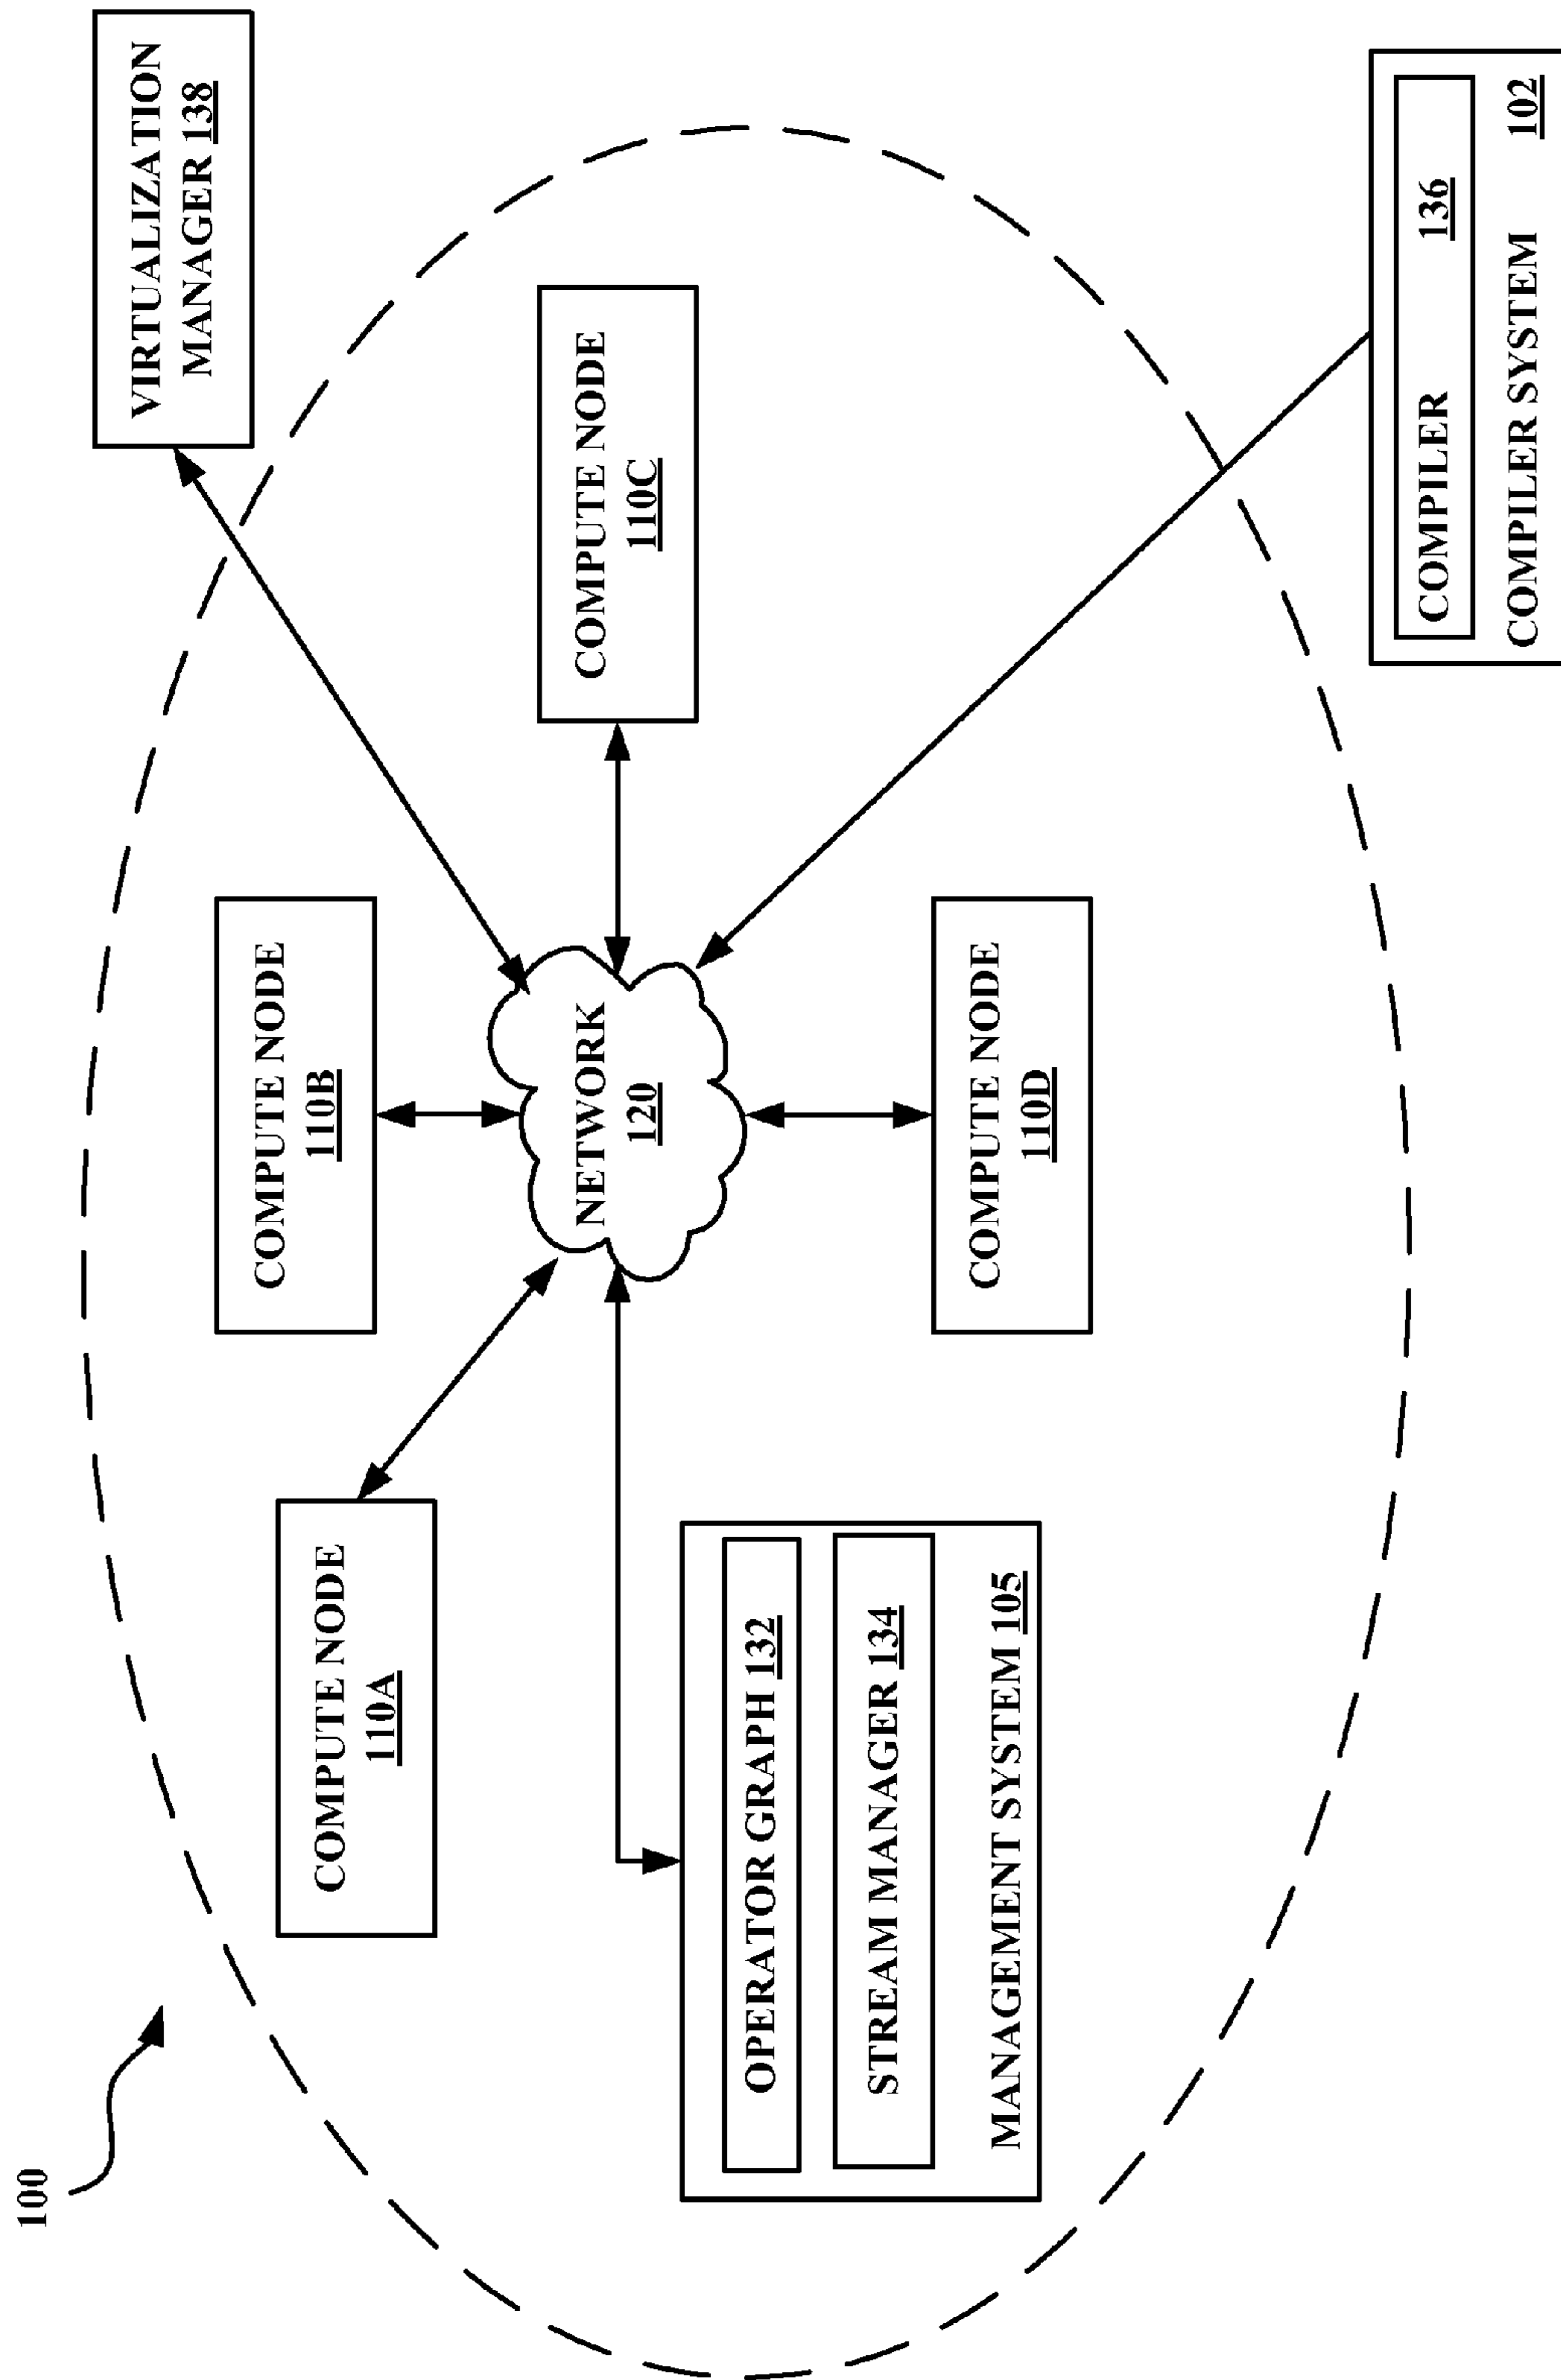 100
VIRTUALIZATION
MANAGER 138
COMPUTE NODE
110B
COMPUTE NODE
110A
COMPUTE NODE
110C
NETWORK
120
OPERATOR GRAPH 132
STREAM MANAGER 134
MANAGEMENT SYSTEM 105
COMPUTE NODE
110D
COMPILER 136
COMPILER SYSTEM 102